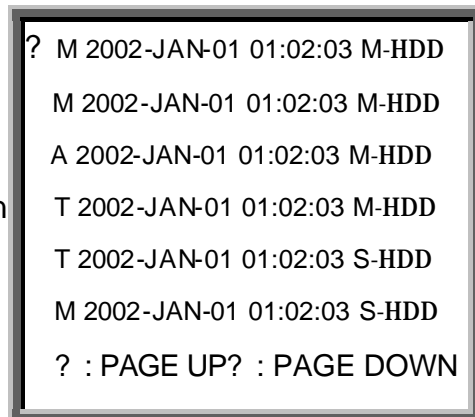 ? M 2002-JAN-01 01:02:03 M-HDD
M 2002-JAN-01 01:02:03 M-HDD
A 2002-JAN-01 01:02:03 M-HDD
T 2002-JAN-01 01:02:03 M-HDD
T 2002-JAN-01 01:02:03 S-HDD
M 2002-JAN-01 01:02:03 S-HDD
? : PAGE UP? : PAGE DOWN